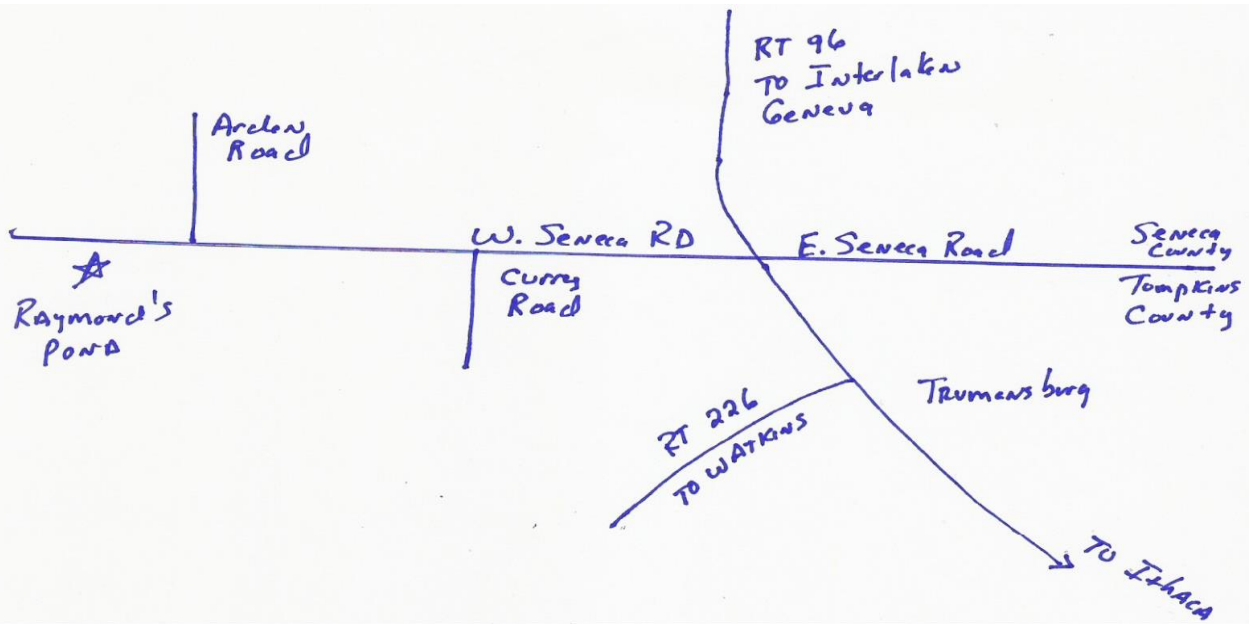 RT 96
TO Interlaken
Geneva
Arden
Road
W. Seneca RD
E. Seneca Road
Seneca
County
Tompkins
County
Curry
Road
RAymond's
POND
TRumansburg
RT 226
TO WATKINS
TO IthACA